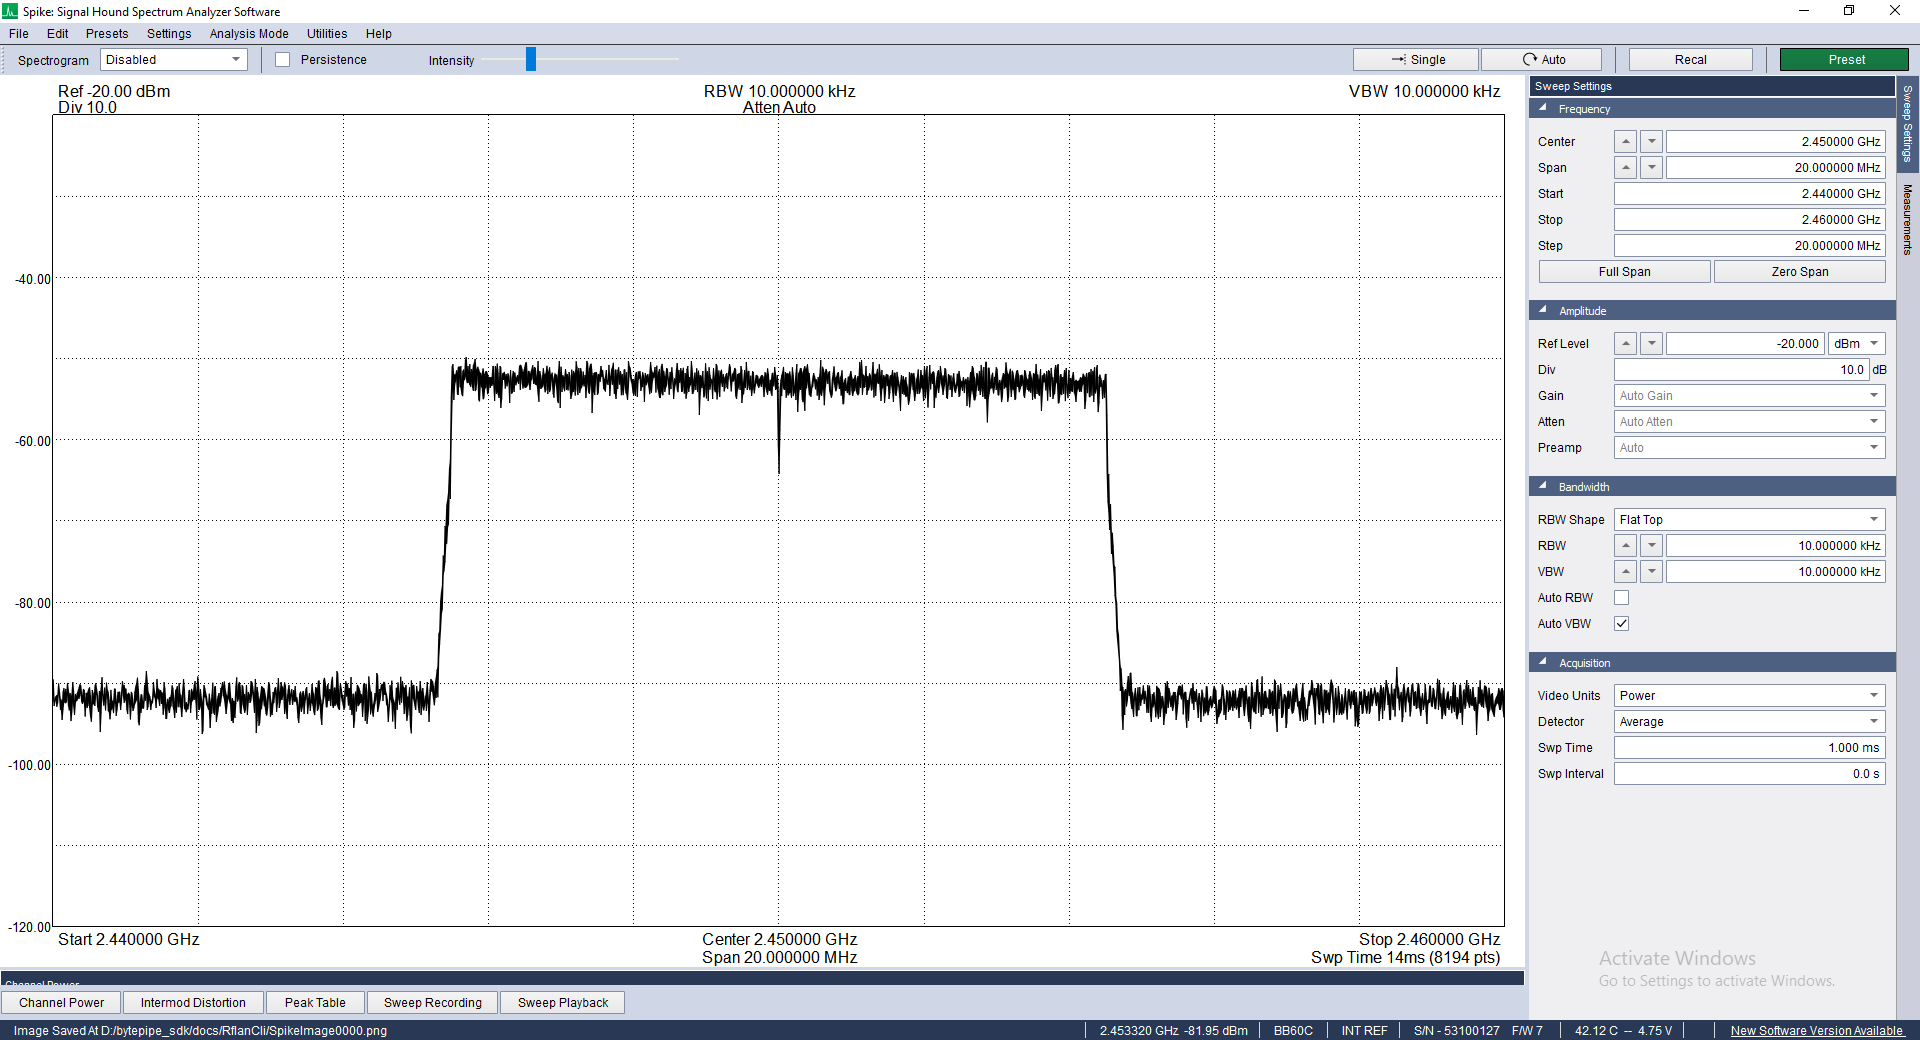 Spike: Signal Hound Spectrum Analyzer Software
File Edit Presets Settings Analysis Mode Utilities Help
Spectrogram Disabled Persistence Intensity Single Auto Recal Preset
Ref -20.00 dBm RBW 10.000000 kHz VBW 10.000000 kHz
Div 10.0 Atten Auto
-40.00
-60.00
-80.00
-100.00
-120.00
Start 2.440000 GHz Center 2.450000 GHz Stop 2.460000 GHz
Span 20.000000 MHz Swp Time 14ms (8194 pts)
Sweep Settings
Frequency
Center 2.450000 GHz
Span 20.000000 MHz
Start 2.440000 GHz
Stop 2.460000 GHz
Step 20.000000 MHz
Full Span Zero Span
Amplitude
Ref Level -20.000 dBm
Div 10.0 dB
Gain Auto Gain
Atten Auto Atten
Preamp Auto
Bandwidth
RBW Shape Flat Top
RBW 10.000000 kHz
VBW 10.000000 kHz
Auto RBW
Auto VBW
Acquisition
Video Units Power
Detector Average
Swp Time 1.000 ms
Swp Interval 0.0 s
Sweep Settings
Measurements
Activate Windows
Go to Settings to activate Windows.
Channel Power
Channel Power Intermod Distortion Peak Table Sweep Recording Sweep Playback
Image Saved At D:/bytepipe_sdk/docs/RflanCli/SpikeImage0000.png 2.453320 GHz -81.95 dBm BB60C INT REF S/N - 53100127 F/W 7 42.12 C -- 4.75 V New Software Version Available